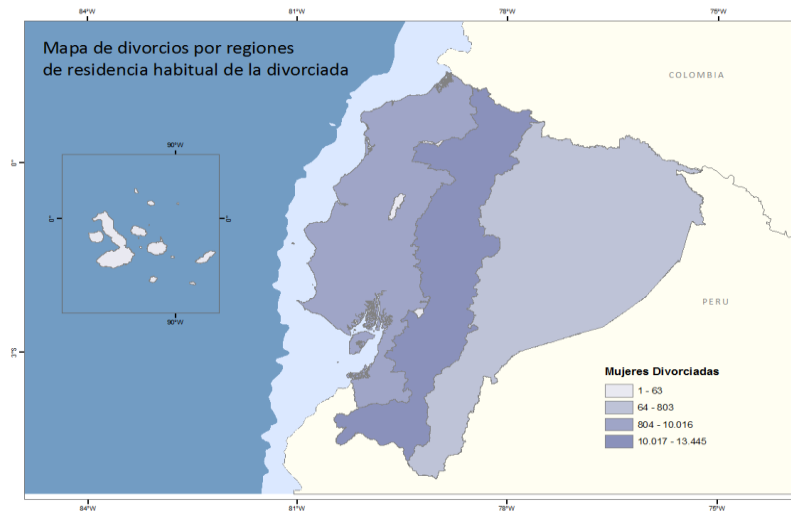 84°W
81°W
78°W
75°W
Mapa de divorcios por regiones
de residencia habitual de la divorciada
COLOMBIA
90°W
0°
0°
0°
90°W
PERU
3°S
Mujeres Divorciadas
1 - 63
64 - 803
804 - 10.016
10.017 - 13.445
84°W
81°W
78°W
75°W